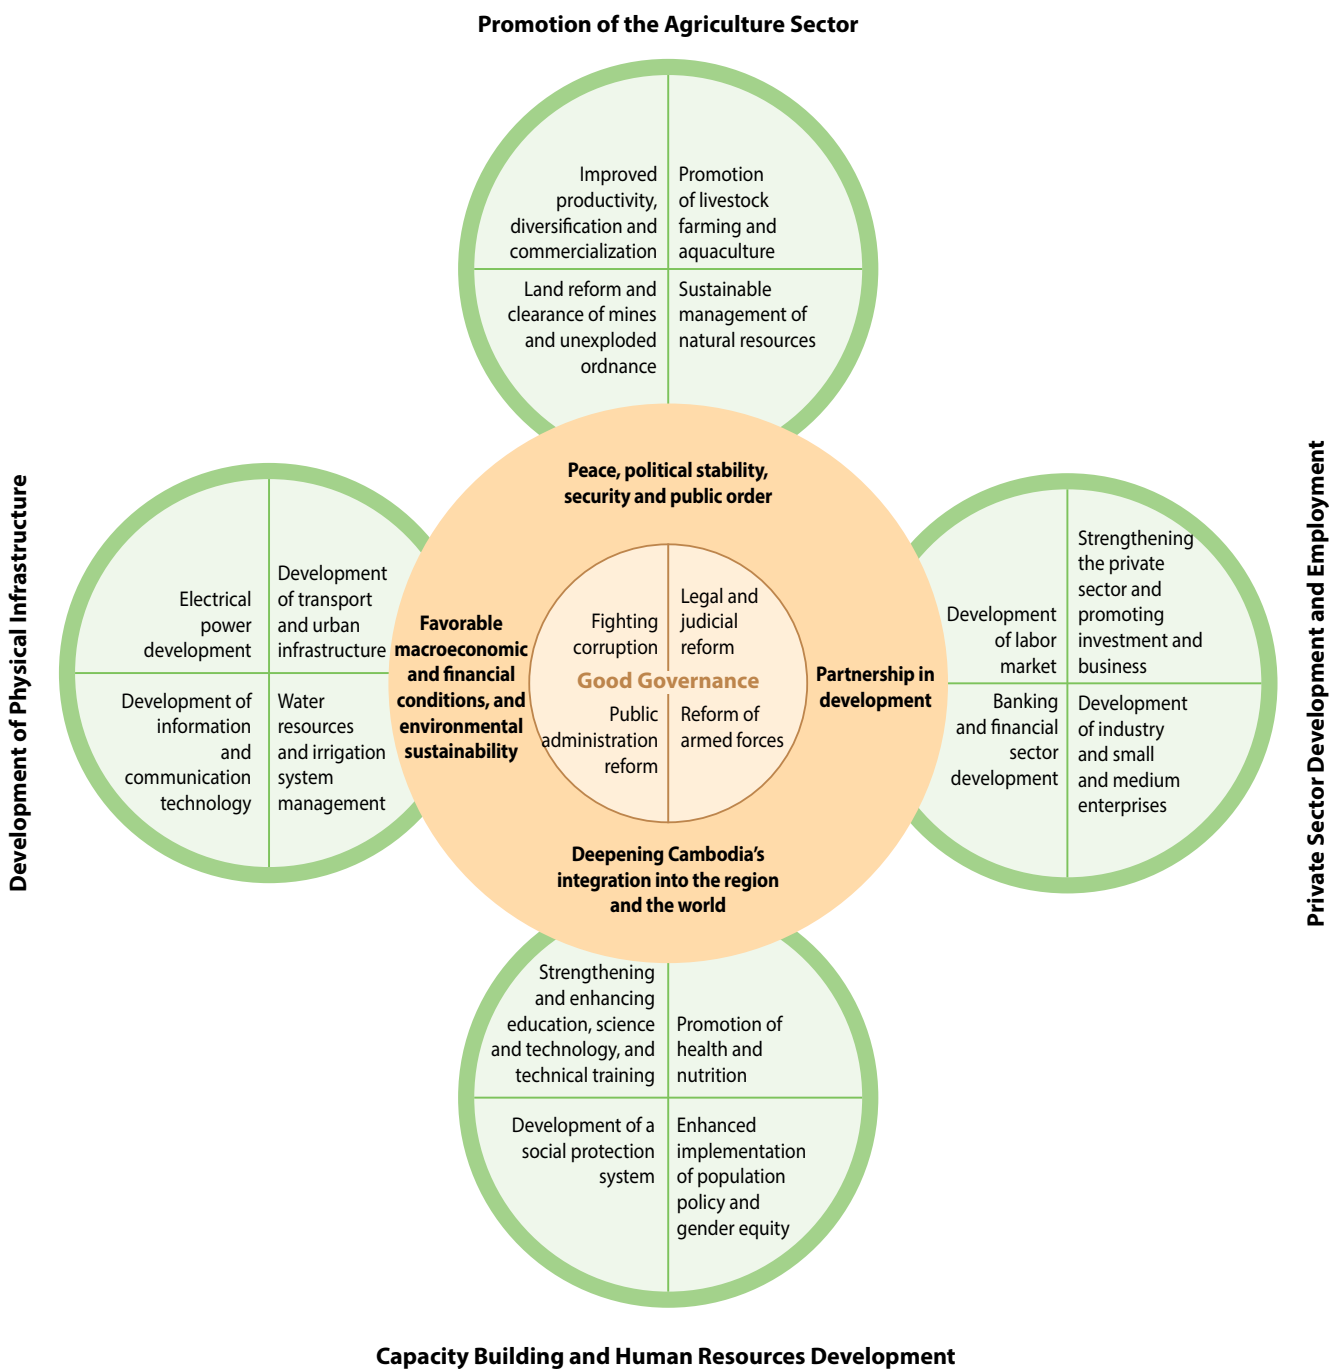 Promotion of the Agriculture Sector
Improved
productivity,
diversification and
commercialization
Promotion
of livestock
farming and
aquaculture
Land reform and
clearance of mines
and unexploded
ordnance
Sustainable
management of
natural resources
Development of Physical Infrastructure
Electrical
power
development
Development
of transport
and urban
infrastructure
Development of
information
and
communication
technology
Water
resources
and irrigation
system
management
Peace, political stability,
security and public order
Favorable
macroeconomic
and financial
conditions, and
environmental
sustainability
Fighting
corruption
Legal and
judicial
reform
Good Governance
Public
administration
reform
Reform of
armed forces
Partnership in
development
Deepening Cambodia’s
integration into the region
and the world
Development
of labor
market
Strengthening
the private
sector and
promoting
investment and
business
Banking
and financial
sector
development
Development
of industry
and small
and medium
enterprises
Private Sector Development and Employment
Strengthening
and enhancing
education, science
and technology, and
technical training
Promotion of
health and
nutrition
Development of a
social protection
system
Enhanced
implementation
of population
policy and
gender equity
Capacity Building and Human Resources Development